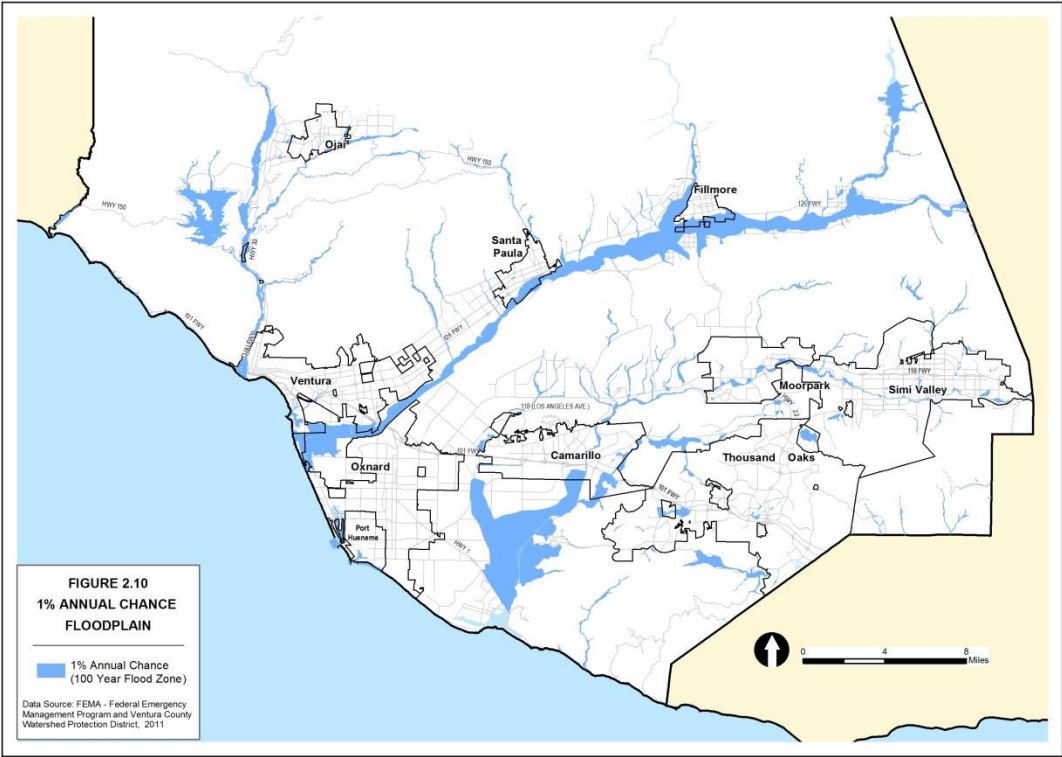 Ojai
HWY 150
Fillmore
126 FWY
HWY 150
Santa
Paula
HWY 33
101 FWY
126 FWY
Ventura
118 FWY
Moorpark
Simi Valley
HWY 23
118 (LOS ANGELES AVE.)
101 FWY
Camarillo
Thousand Oaks
Oxnard
101 FWY
Port
Hueneme
HWY 1
FIGURE 2.10
1% ANNUAL CHANCE
FLOODPLAIN
1% Annual Chance
(100 Year Flood Zone)
Data Source: FEMA - Federal Emergency
Management Program and Ventura County
Watershed Protection District, 2011
0 4 8
Miles